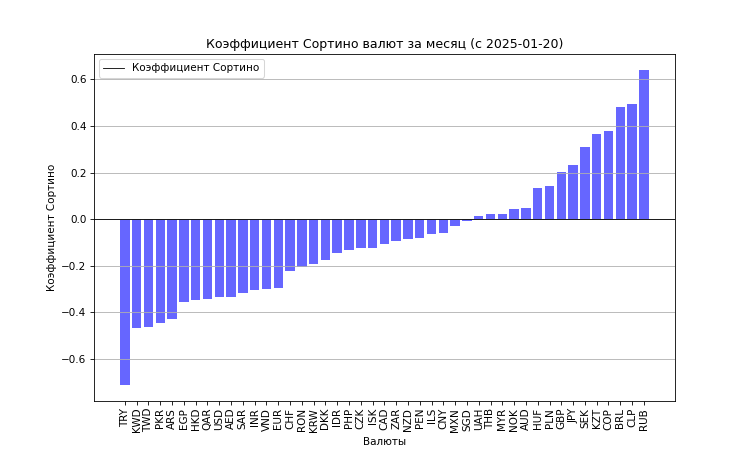 Коэффициент Сортино валют за месяц (с 2025-01-20)
Коэффициент Сортино
Коэффициент Сортино
0.6
0.4
0.2
0.0
−0.2
−0.4
−0.6
TRY
KWD
TWD
PKR
ARS
EGP
HKD
QAR
USD
AED
SAR
INR
VND
EUR
CHF
RON
KRW
DKK
IDR
PHP
CZK
ISK
CAD
ZAR
NZD
PEN
ILS
CNY
MXN
SGD
UAH
THB
MYR
NOK
AUD
HUF
PLN
GBP
JPY
SEK
KZT
COP
BRL
CLP
RUB
Валюты